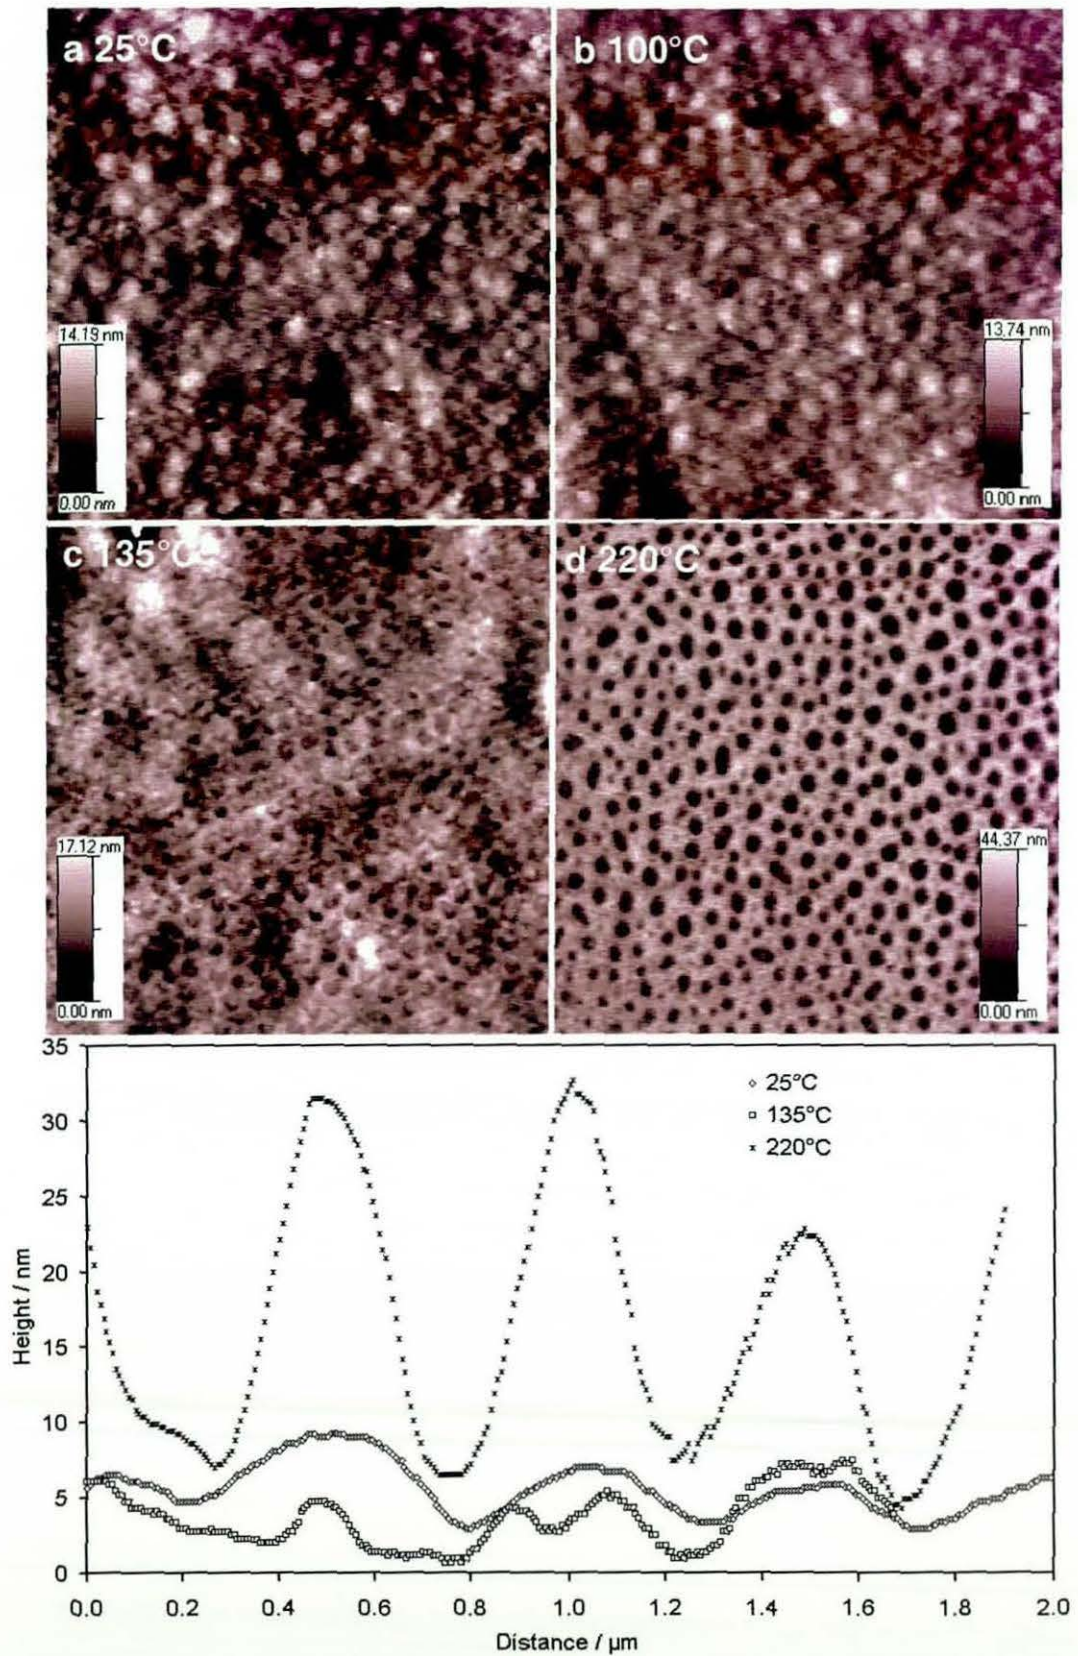 a 25°C
b 100°C
14.19 nm
0.00 nm
13.74 nm
0.00 nm
c 135°C
d 220°C
17.12 nm
0.00 nm
44.37 nm
0.00 nm
35
30
25
20
15
10
5
0
Height / nm
25°C
135°C
220°C
0.0 0.2 0.4 0.6 0.8 1.0 1.2 1.4 1.6 1.8 2.0
Distance / µm